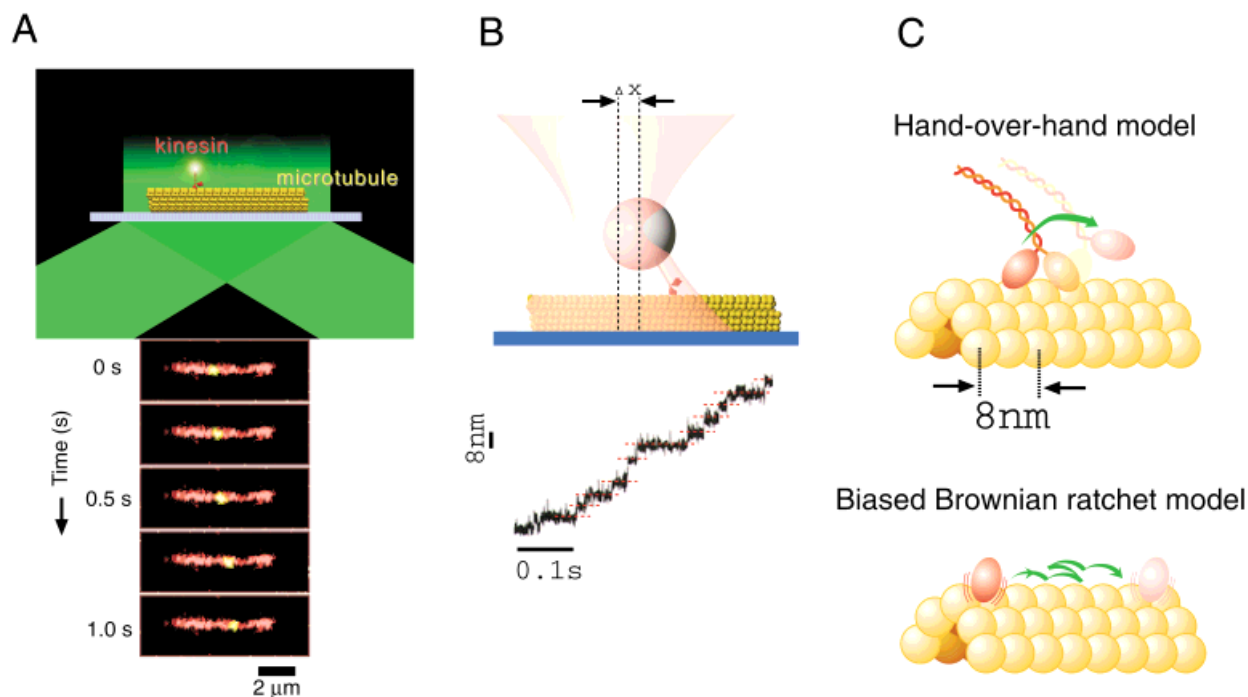 A
kinesin
microtubule
0 s
Time (s)
0.5 s
1.0 s
2 μm
B
Δ x
8nm
0.1s
C
Hand-over-hand model
8nm
Biased Brownian ratchet model